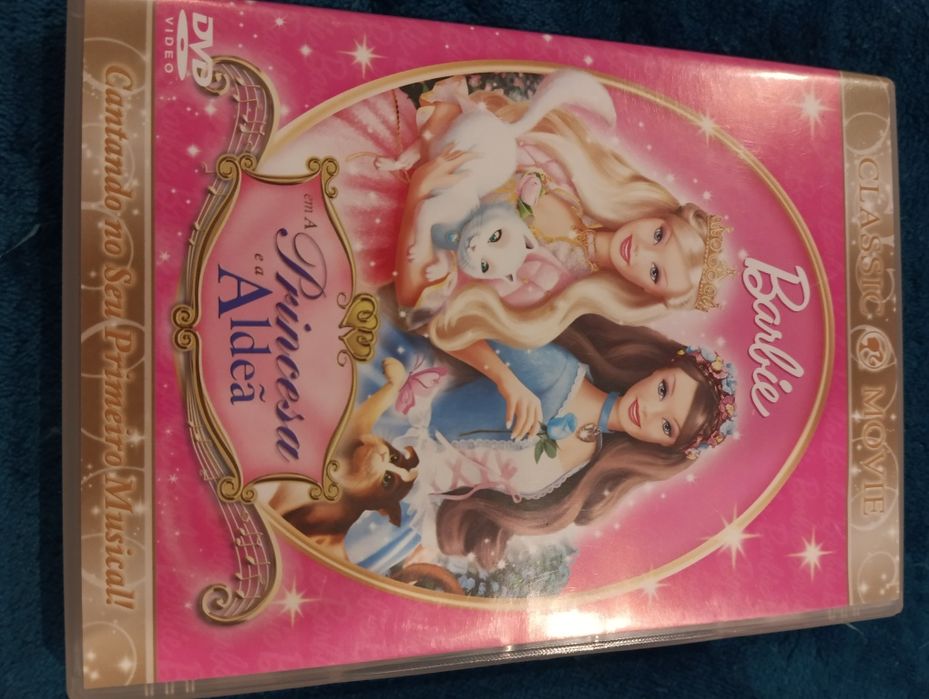 CLASSIC MOVIE
Barbie
em A
Princesa
e a
Aldeã
DVD
VIDEO
Cantando no Seu Primeiro Musical!